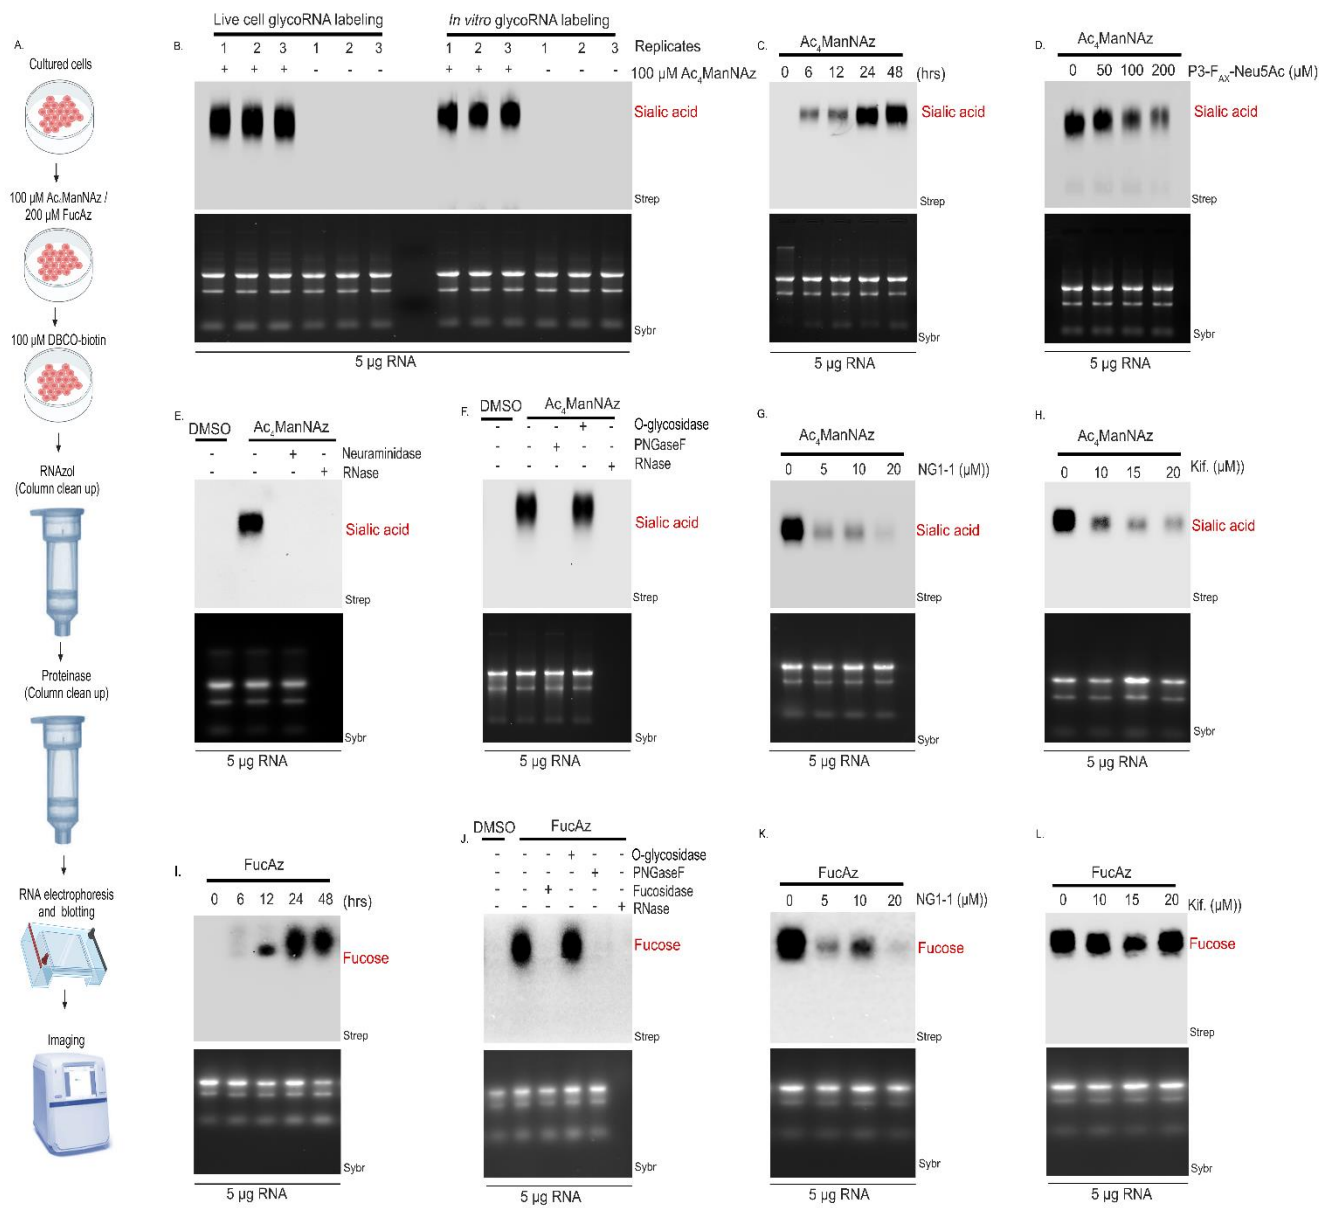 A.
Cultured cells
100 µM Ac₄ManNAz /
200 µM FucAz
100 µM DBCO-biotin
RNAzol
(Column clean up)
Proteinase
(Column clean up)
RNA electrophoresis
and blotting
Imaging
B.
Live cell glycoRNA labeling
In vitro glycoRNA labeling
1 2 3 1 2 3 1 2 3 1 2 3 Replicates
+ + + - - - + + + - - - 100 µM Ac₄ManNAz
Sialic acid
Strep
Sybr
5 µg RNA
C.
Ac₄ManNAz
0 6 12 24 48 (hrs)
Sialic acid
Strep
Sybr
5 µg RNA
D.
Ac₄ManNAz
0 50 100 200 P3-F_AX-Neu5Ac (µM)
Sialic acid
Strep
Sybr
5 µg RNA
E.
DMSO Ac₄ManNAz
- - + - Neuraminidase
- - - + RNase
Sialic acid
Strep
Sybr
5 µg RNA
F.
DMSO Ac₄ManNAz
- - - + - O-glycosidase
- - + - - PNGaseF
- - - - + RNase
Sialic acid
Strep
Sybr
5 µg RNA
G.
Ac₄ManNAz
0 5 10 20 NG1-1 (µM))
Sialic acid
Strep
Sybr
5 µg RNA
H.
Ac₄ManNAz
0 10 15 20 Kif. (µM))
Sialic acid
Strep
Sybr
5 µg RNA
I.
FucAz
0 6 12 24 48 (hrs)
Fucose
Strep
Sybr
5 µg RNA
J.
DMSO FucAz
- - - + - - O-glycosidase
- - - - + - PNGaseF
- - + - - - Fucosidase
- - - - - + RNase
Fucose
Strep
Sybr
5 µg RNA
K.
FucAz
0 5 10 20 NG1-1 (µM))
Fucose
Strep
Sybr
5 µg RNA
L.
FucAz
0 10 15 20 Kif. (µM))
Fucose
Strep
Sybr
5 µg RNA